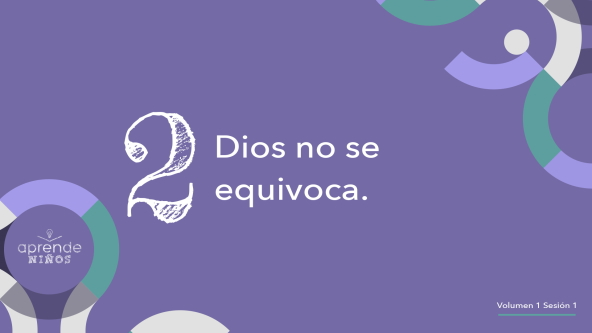 2
Dios no se
equivoca.
aprende
NIÑOS
Volumen 1 Sesión 1